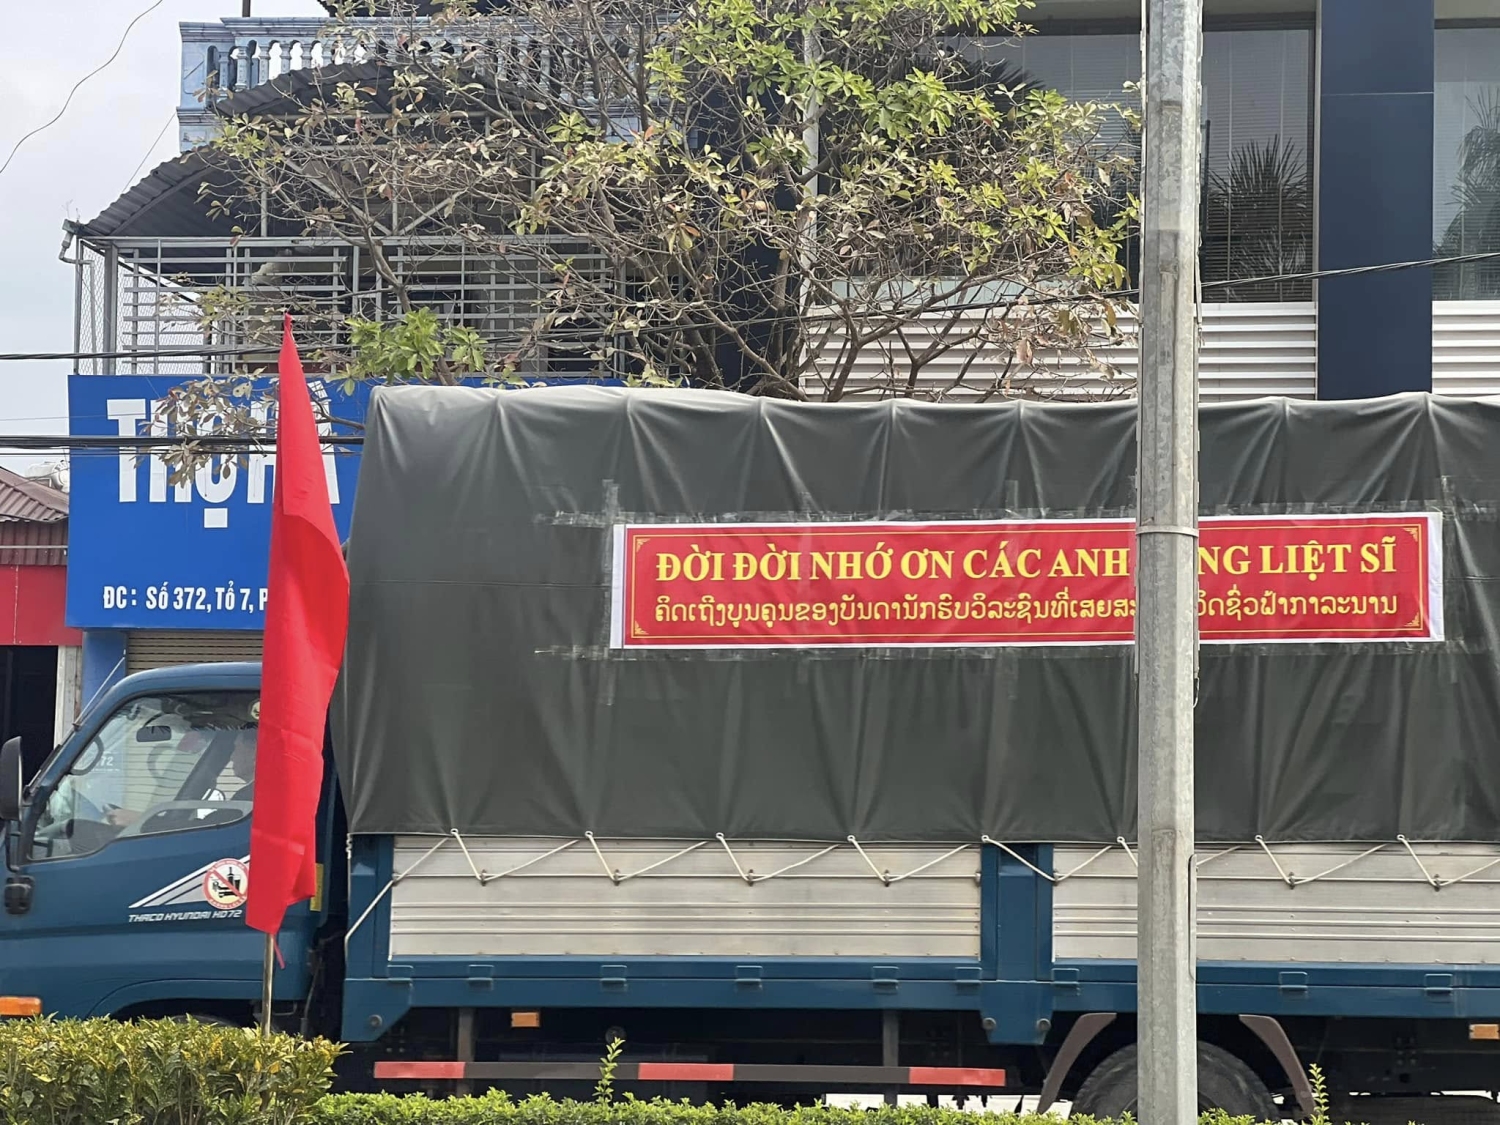 THỌ HÀ
ĐC: Số 372, Tổ 7, P
ĐỜI ĐỜI NHỚ ƠN CÁC ANH NG LIỆT SĨ
ຄິດເຖິງບຸນຄຸນຂອງບັນດານັກຮົບວິລະຊົນທີ່ເສຍສະ ວິດຊົ່ວຟ້າກາລະນານ
72
THACO HYUNDAI HD72